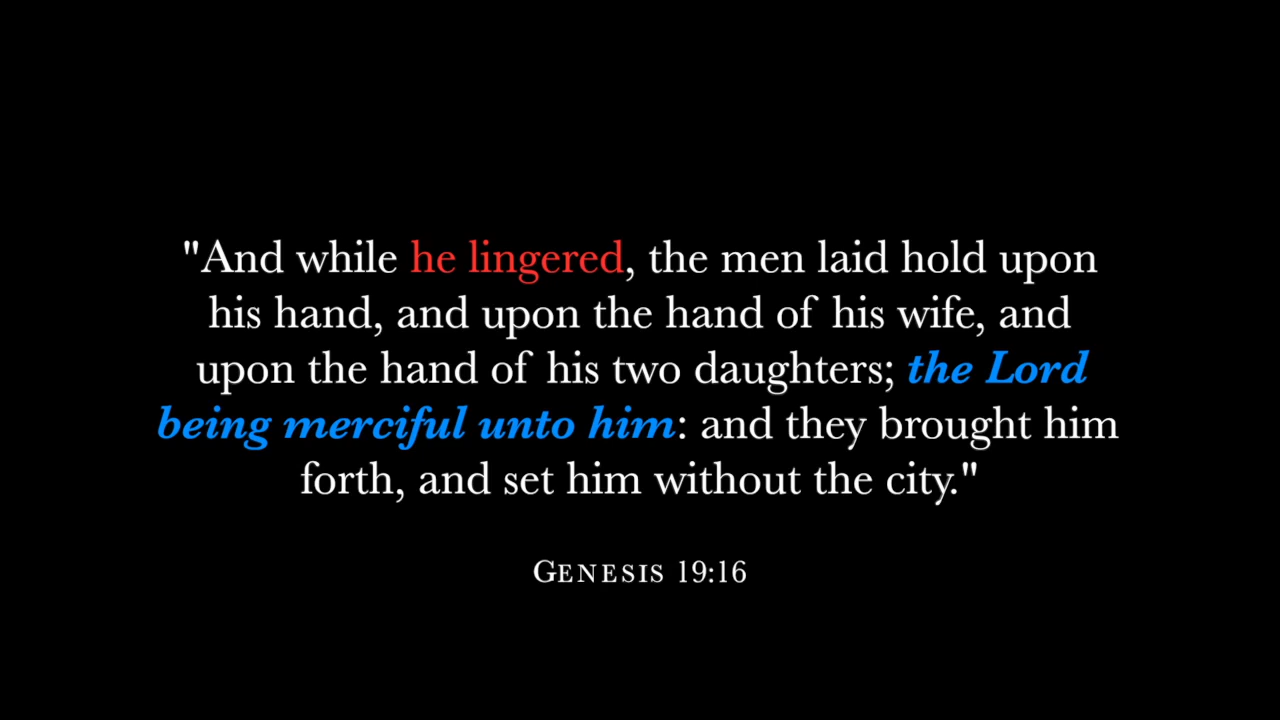 "And while he lingered, the men laid hold upon
his hand, and upon the hand of his wife, and
upon the hand of his two daughters; the Lord
being merciful unto him: and they brought him
forth, and set him without the city."
GENESIS 19:16